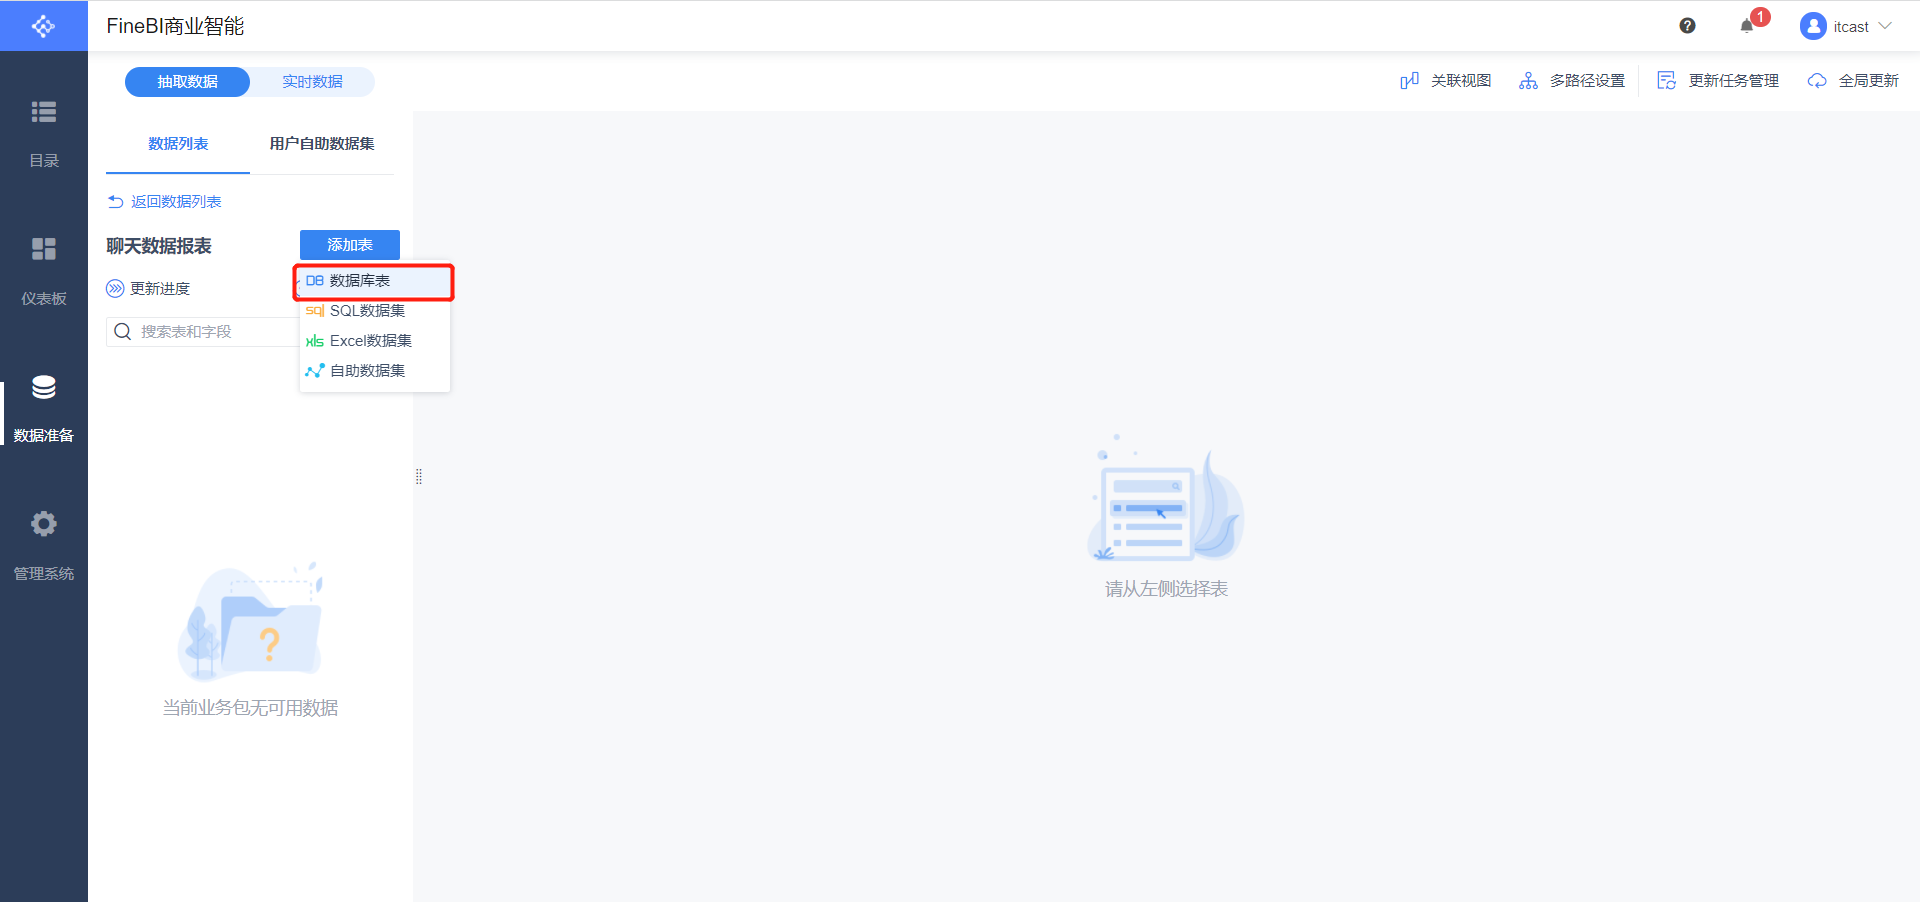 FineBI商业智能
1
itcast
抽取数据
实时数据
关联视图
多路径设置
更新任务管理
全局更新
目录
仪表板
数据准备
管理系统
数据列表
用户自助数据集
返回数据列表
聊天数据报表
添加表
更新进度
搜索表和字段
DB 数据库表
sql SQL数据集
xls Excel数据集
自助数据集
当前业务包无可用数据
请从左侧选择表